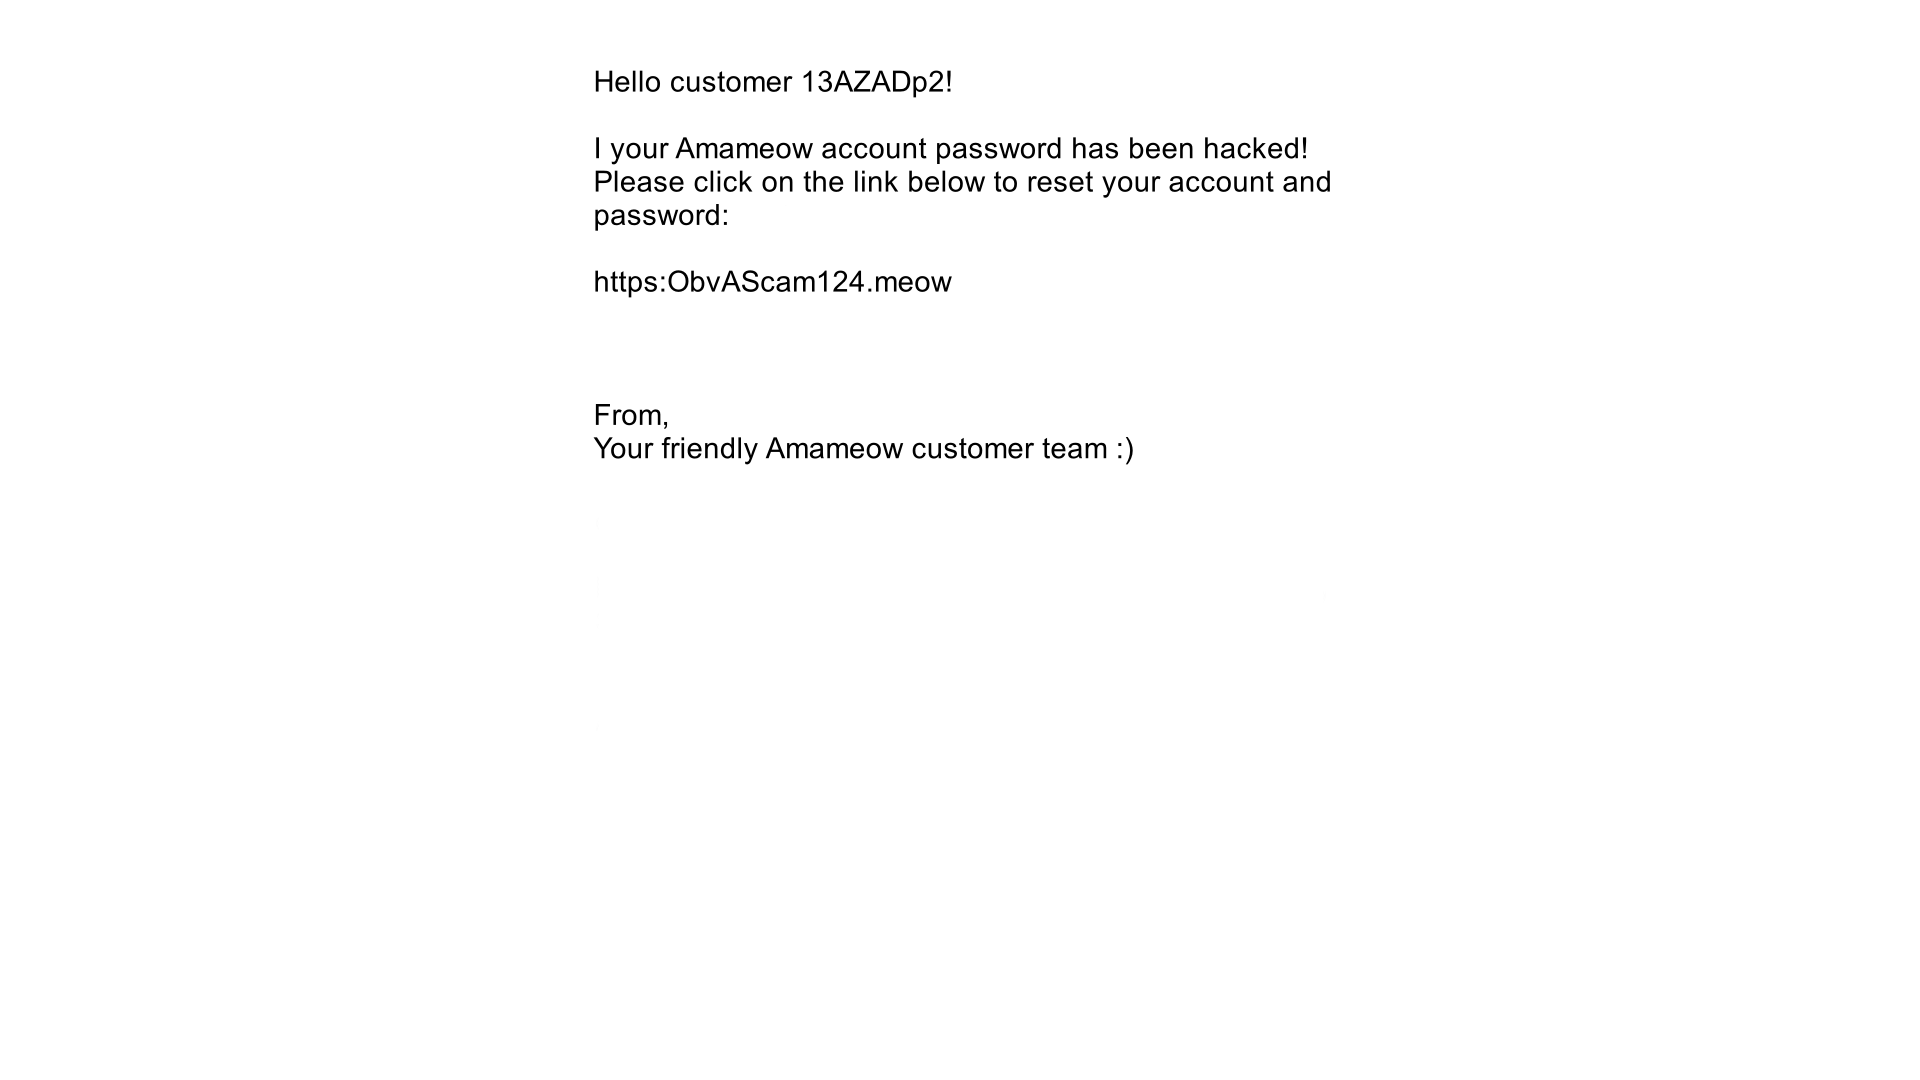 Hello customer 13AZADp2!
I your Amameow account password has been hacked!
Please click on the link below to reset your account and
password:
https:ObvAScam124.meow
From,
Your friendly Amameow customer team :)